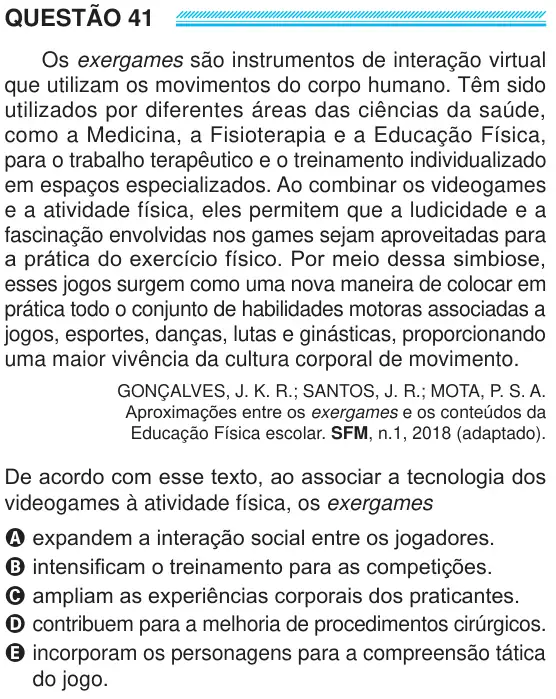 QUESTÃO 41
Os exergames são instrumentos de interação virtual
que utilizam os movimentos do corpo humano. Têm sido
utilizados por diferentes áreas das ciências da saúde,
como a Medicina, a Fisioterapia e a Educação Física,
para o trabalho terapêutico e o treinamento individualizado
em espaços especializados. Ao combinar os videogames
e a atividade física, eles permitem que a ludicidade e a
fascinação envolvidas nos games sejam aproveitadas para
a prática do exercício físico. Por meio dessa simbiose,
esses jogos surgem como uma nova maneira de colocar em
prática todo o conjunto de habilidades motoras associadas a
jogos, esportes, danças, lutas e ginásticas, proporcionando
uma maior vivência da cultura corporal de movimento.
GONÇALVES, J. K. R.; SANTOS, J. R.; MOTA, P. S. A.
Aproximações entre os exergames e os conteúdos da
Educação Física escolar. SFM, n.1, 2018 (adaptado).
De acordo com esse texto, ao associar a tecnologia dos
videogames à atividade física, os exergames
A expandem a interação social entre os jogadores.
B intensificam o treinamento para as competições.
C ampliam as experiências corporais dos praticantes.
D contribuem para a melhoria de procedimentos cirúrgicos.
E incorporam os personagens para a compreensão tática
do jogo.